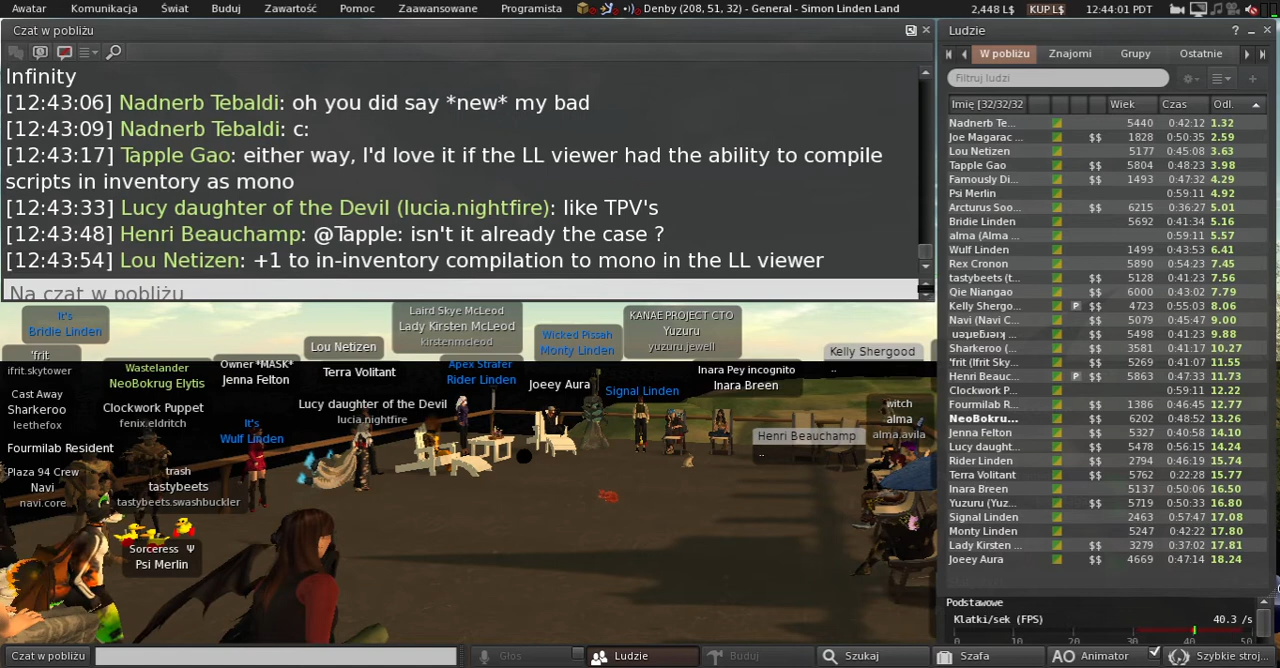 Awatar Komunikacja Świat Buduj Zawartość Pomoc Zaawansowane Programista Denby (208, 51, 32) - General - Simon Linden Land 2,448 L$ KUP L$ 12:44:01 PDT
Czat w pobliżu
Infinity
[12:43:06] Nadnerb Tebaldi: oh you did say *new* my bad
[12:43:09] Nadnerb Tebaldi: c:
[12:43:17] Tapple Gao: either way, I'd love it if the LL viewer had the ability to compile
scripts in inventory as mono
[12:43:33] Lucy daughter of the Devil (lucia.nightfire): like TPV's
[12:43:48] Henri Beauchamp: @Tapple: isn't it already the case ?
[12:43:54] Lou Netizen: +1 to in-inventory compilation to mono in the LL viewer
Na czat w pobliżu
It's
Bridie Linden
Laird Skye McLeod
Lady Kirsten McLeod
kirstenmcleod
KANAE PROJECT CTO
Yuzuru
yuzuru.jewell
Wicked Pissah
Monty Linden
Lou Netizen
Kelly Shergood
..
'frit
ifrit.skytower
Wastelander
NeoBokrug Elytis
Owner *MASK*
Jenna Felton
Terra Volitant
Apex Strafer
Rider Linden
Joeey Aura
Signal Linden
Inara Pey incognito
Inara Breen
Cast Away
Sharkeroo
leethefox
Clockwork Puppet
fenix.eldritch
Lucy daughter of the Devil
lucia.nightfire
witch
alma
alma.avila
It's
Wulf Linden
Henri Beauchamp
..
Fourmilab Resident
Plaza 94 Crew
Navi
navi.core
trash
tastybeets
tastybeets.swashbuckler
Sorceress Ψ
Psi Merlin
Ludzie
? _ ×
W pobliżu Znajomi Grupy Ostatnie
Filtruj ludzi
Imię [32/32/32 Wiek Czas Odl.
Nadnerb Te... 5440 0:42:12 1.32
Joe Magarac $$ 1828 0:50:35 2.59
Lou Netizen 5177 0:45:08 3.63
Tapple Gao $$ 5804 0:48:23 3.98
Famously Di... $$ 1493 0:47:32 4.29
Psi Merlin 0:59:11 4.92
Arcturus Soo... $$ 6215 0:36:27 5.01
Bridie Linden 5692 0:41:34 5.16
alma (Alma ... 0:59:11 5.57
Wulf Linden 1499 0:43:53 6.41
Rex Cronon 5890 0:54:23 7.45
tastybeets (t... $$ 5128 0:41:23 7.56
Qie Niangao $$ 6000 0:43:02 7.79
Kelly Shergo... P $$ 4723 0:55:03 8.06
Navi (Navi C... $$ 5079 0:45:47 9.00
$$ 5498 0:41:23 9.88
Sharkeroo (... $$ 3581 0:41:17 10.27
'frit (Ifrit Sky... $$ 5269 0:41:07 11.55
Henri Beauc... P $$ 5863 0:47:33 11.73
Clockwork P... 0:59:11 12.22
Fourmilab R... $$ 1386 0:46:45 12.77
NeoBokru... $$ 6202 0:48:52 13.26
Jenna Felton $$ 5327 0:40:58 14.10
Lucy daught... $$ 5478 0:56:15 14.24
Rider Linden $$ 2794 0:46:19 15.74
Terra Volitant $$ 5762 0:22:28 15.77
Inara Breen 5137 0:50:06 16.50
Yuzuru (Yuz... $$ 5719 0:50:33 16.80
Signal Linden 2463 0:57:47 17.08
Monty Linden 5247 0:42:22 17.80
Lady Kirsten ... $$ 3279 0:37:02 17.81
Joeey Aura $$ 4669 0:47:14 18.24
Podstawowe
Klatki/sek (FPS) 40.3 /s
0 10 20 30 40 50
Czat w pobliżu Głos Ludzie Buduj Szukaj Szafa AO Animator Szybkie stroj...